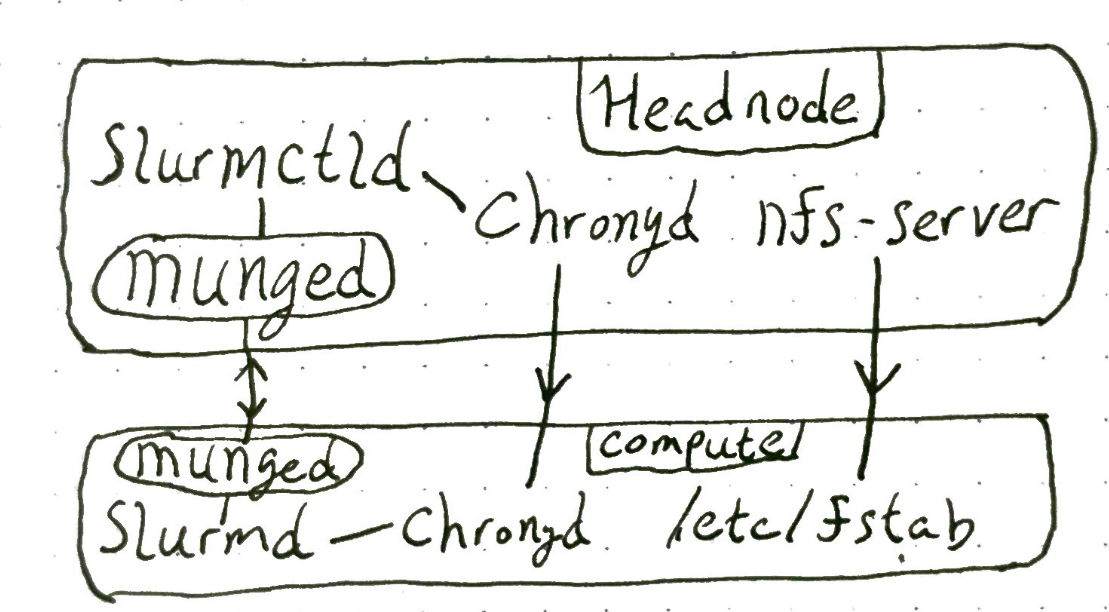 Headnode
Slurmctld
Chronyd nfs-server
munged
munged
compute
Slurmd
Chronyd /etc/fstab